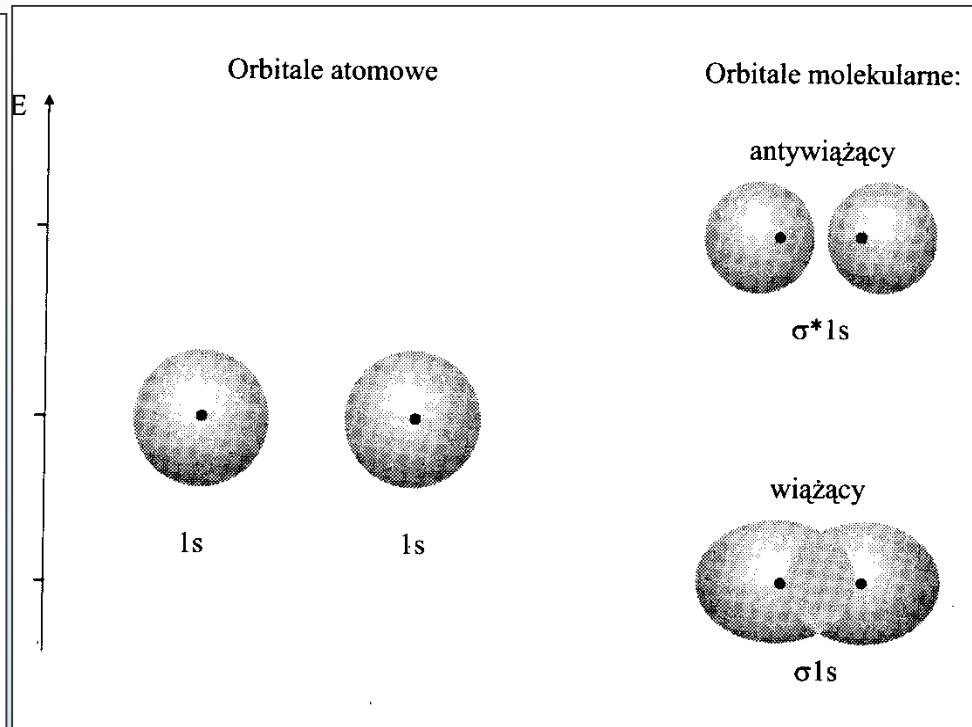 Orbitale atomowe
Orbitale molekularne:
E
antywiążący
σ*1s
1s
1s
wiążący
σ1s